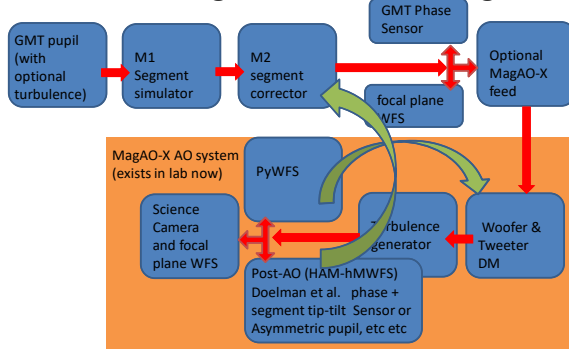 GMT pupil
(with
optional
turbulence)
M1
Segment
simulator
M2
segment
corrector
GMT Phase
Sensor
focal plane
WFS
Optional
MagAO-X
feed
MagAO-X AO system
(exists in lab now)
PyWFS
Science
Camera
and focal
plane WFS
Turbulence
generator
Woofer &
Tweeter
DM
Post-AO (HAM-hMWFS)
Doelman et al. phase +
segment tip-tilt Sensor or
Asymmetric pupil, etc etc